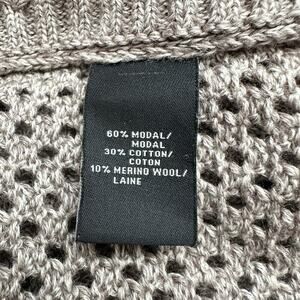 60% MODAL/
MODAL
30% COTTON/
COTON
10% MERINO WOOL/
LAINE